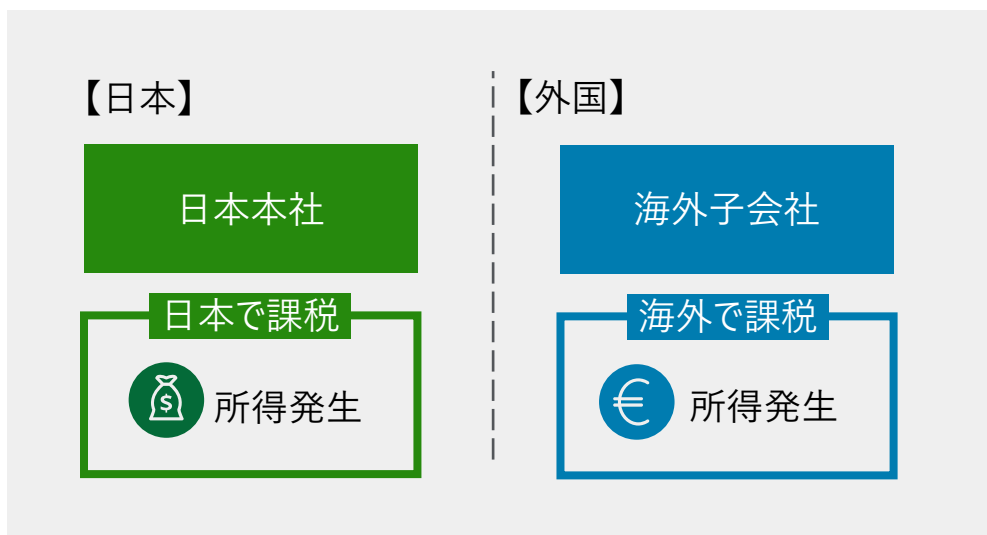 【日本】
日本本社
日本で課税
$
所得発生
【外国】
海外子会社
海外で課税
€
所得発生